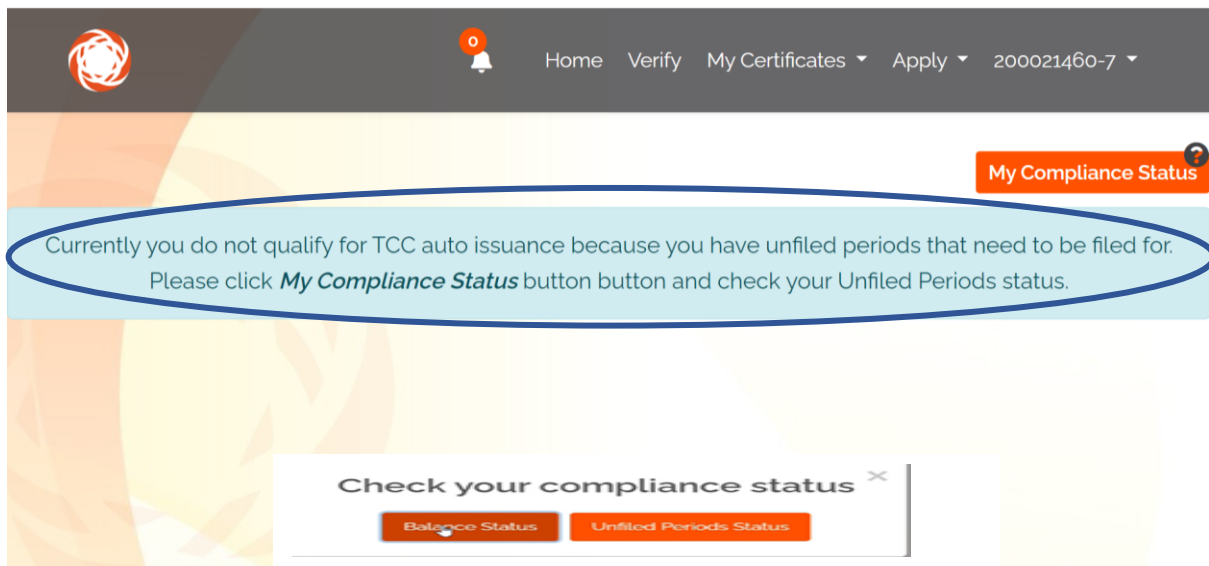 0
Home Verify My Certificates Apply 200021460-7
?
My Compliance Status
Currently you do not qualify for TCC auto issuance because you have unfiled periods that need to be filed for.
Please click My Compliance Status button button and check your Unfiled Periods status.
Check your compliance status ×
Balance Status Unfiled Periods Status